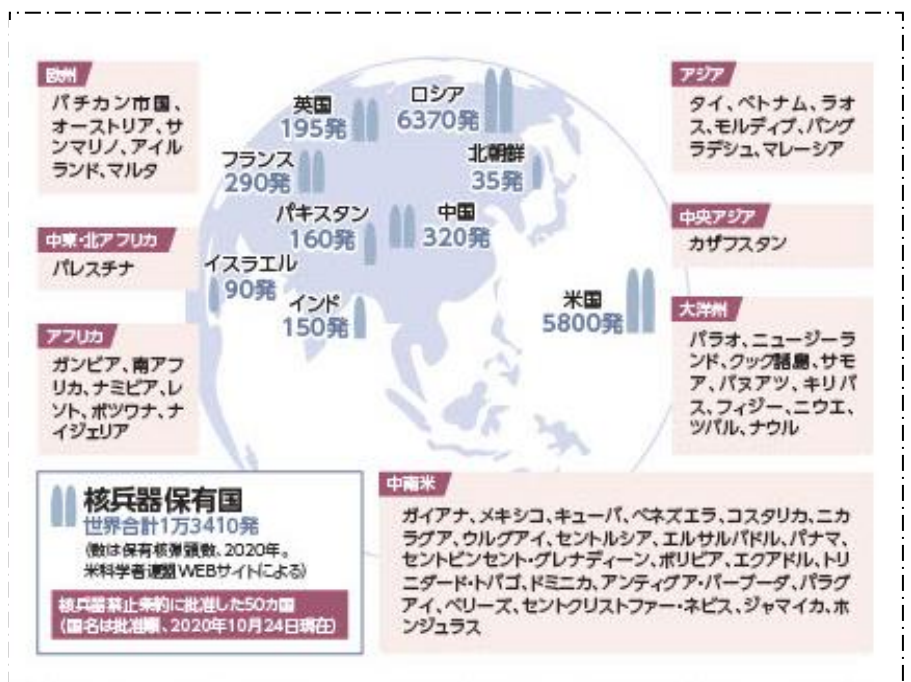 欧州
バチカン市国、
オーストリア、サ
ンマリノ、アイル
ランド、マルタ
中東・北アフリカ
パレスチナ
アフリカ
ガンビア、南アフ
リカ、ナミビア、レ
ソト、ボツワナ、ナ
イジェリア
英国
195発
ロシア
6370発
フランス
290発
北朝鮮
35発
パキスタン
160発
中国
320発
イスラエル
90発
インド
150発
米国
5800発
アジア
タイ、ベトナム、ラオ
ス、モルディブ、バング
ラデシュ、マレーシア
中央アジア
カザフスタン
大洋州
パラオ、ニュージーラ
ンド、クック諸島、サモ
ア、バヌアツ、キリバ
ス、フィジー、ニウエ、
ツバル、ナウル
核兵器保有国
世界合計1万3410発
(数は保有核弾頭数、2020年。
米科学者連盟WEBサイトによる)
核兵器禁止条約に批准した50カ国
(国名は批准順、2020年10月24日現在)
中南米
ガイアナ、メキシコ、キューバ、ベネズエラ、コスタリカ、ニカ
ラグア、ウルグアイ、セントルシア、エルサルバドル、パナマ、
セントビンセント・グレナディーン、ボリビア、エクアドル、トリ
ニダード・トバゴ、ドミニカ、アンティグア・バーブーダ、パラグ
アイ、ベリーズ、セントクリストファー・ネビス、ジャマイカ、ホ
ンジュラス